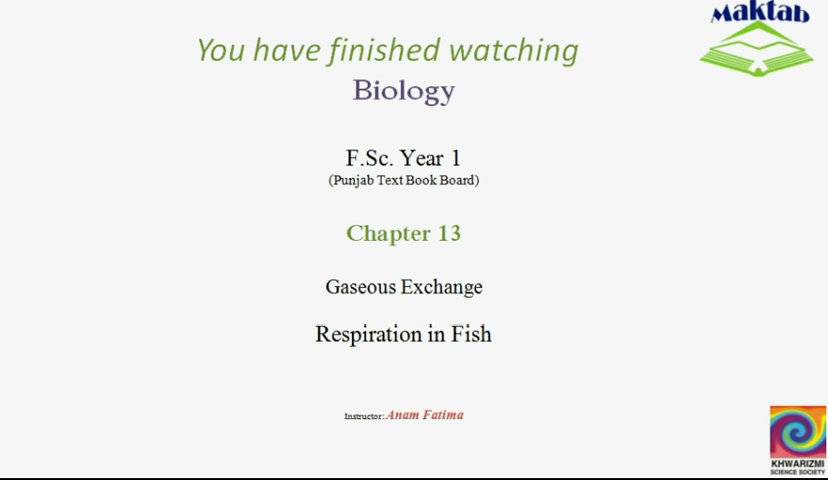 Maktab
You have finished watching
Biology
F.Sc. Year 1
(Punjab Text Book Board)
Chapter 13
Gaseous Exchange
Respiration in Fish
Instructor: Anam Fatima
KHWARIZMI
SCIENCE SOCIETY